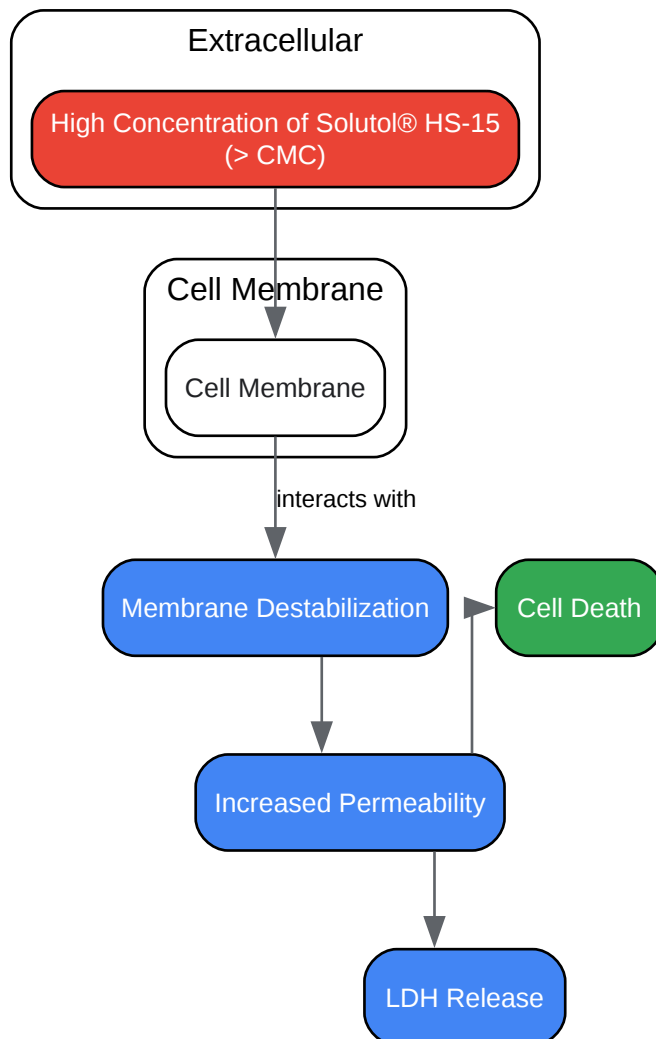 Extracellular
High Concentration of Solutol® HS-15
(> CMC)
Cell Membrane
Cell Membrane
interacts with
Membrane Destabilization
Cell Death
Increased Permeability
LDH Release